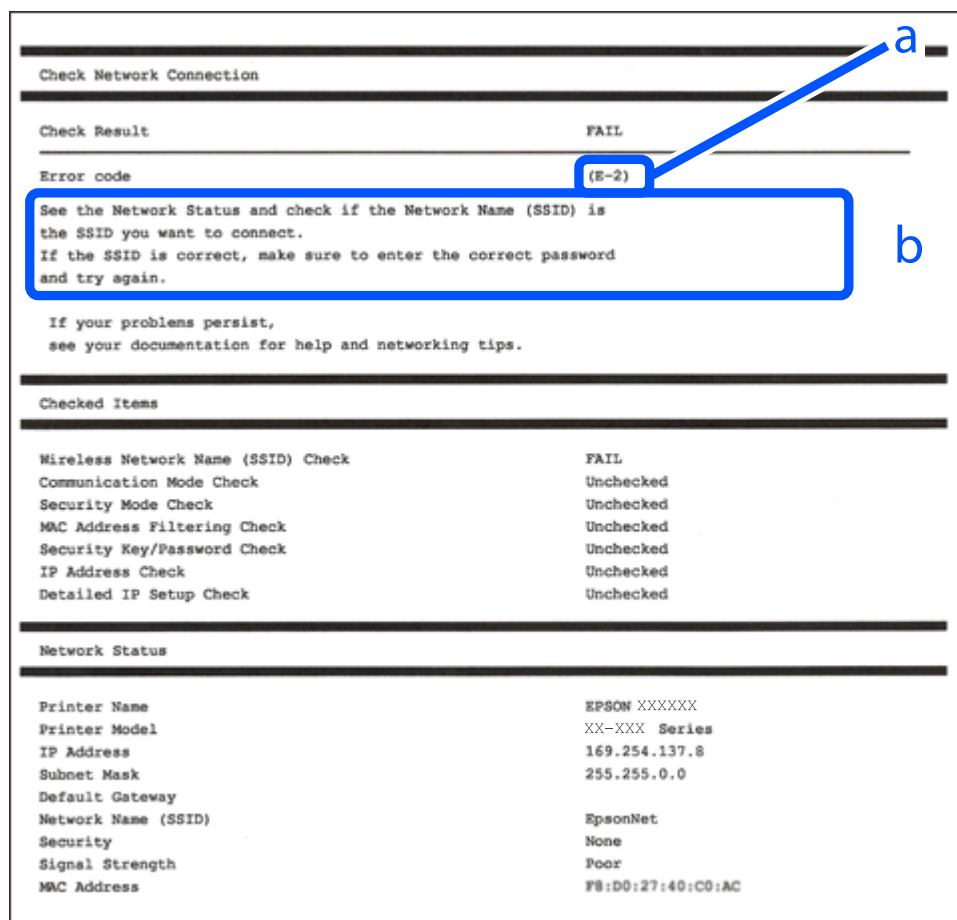 a
Check Network Connection
Check Result FAIL
Error code (E-2)
See the Network Status and check if the Network Name (SSID) is
the SSID you want to connect.
If the SSID is correct, make sure to enter the correct password
and try again.
b
If your problems persist,
see your documentation for help and networking tips.
Checked Items
Wireless Network Name (SSID) Check FAIL
Communication Mode Check Unchecked
Security Mode Check Unchecked
MAC Address Filtering Check Unchecked
Security Key/Password Check Unchecked
IP Address Check Unchecked
Detailed IP Setup Check Unchecked
Network Status
Printer Name EPSON XXXXXX
Printer Model XX-XXX Series
IP Address 169.254.137.8
Subnet Mask 255.255.0.0
Default Gateway
Network Name (SSID) EpsonNet
Security None
Signal Strength Poor
MAC Address F8:D0:27:40:C0:AC